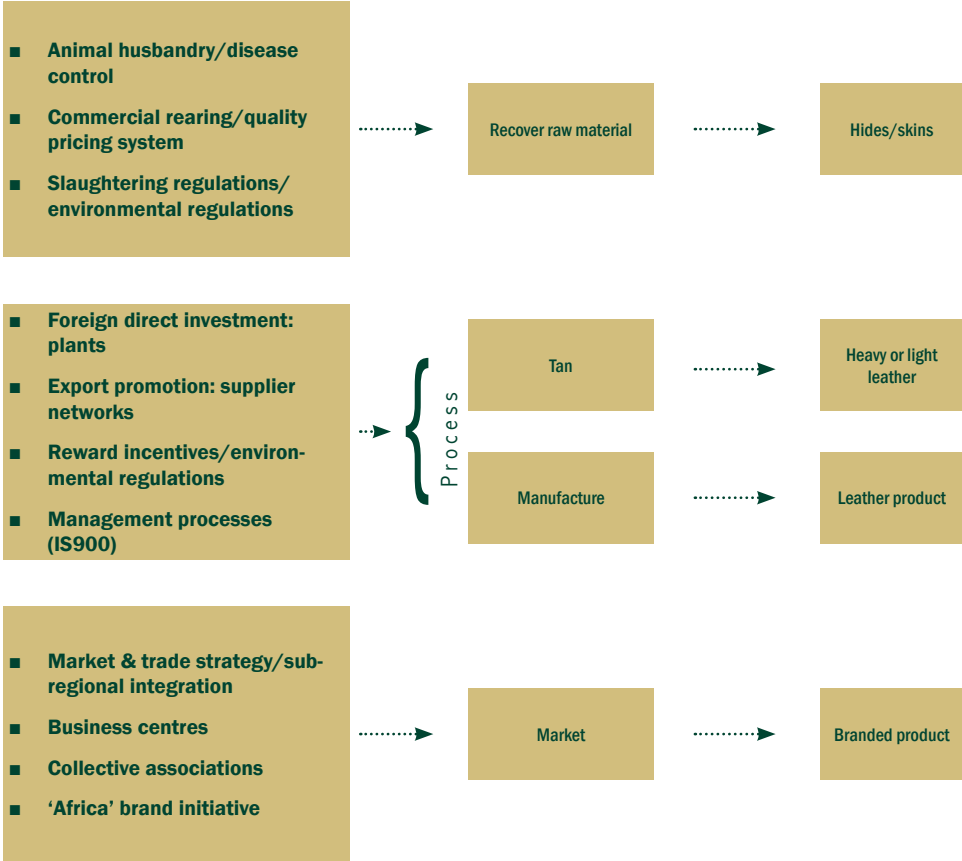 ■ Animal husbandry/disease
control
■ Commercial rearing/quality
pricing system
■ Slaughtering regulations/
environmental regulations
Recover raw material
Hides/skins
■ Foreign direct investment:
plants
■ Export promotion: supplier
networks
■ Reward incentives/environ-
mental regulations
■ Management processes
(IS900)
Process
Tan
Heavy or light
leather
Manufacture
Leather product
■ Market & trade strategy/sub-
regional integration
■ Business centres
■ Collective associations
■ ‘Africa’ brand initiative
Market
Branded product